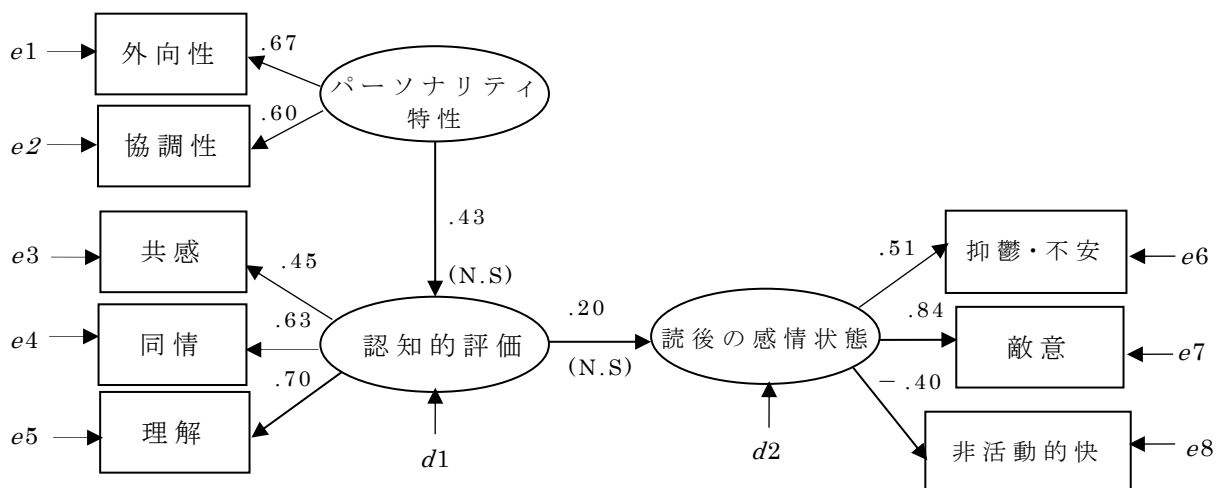 e1
外向性
.67
パーソナリティ
特性
.60
e2
協調性
.43
(N.S)
e3
共感
.45
e4
同情
.63
認知的評価
e5
理解
.70
d1
.20
(N.S)
読後の感情状態
d2
.51
抑鬱・不安
e6
.84
敵意
e7
－.40
非活動的快
e8